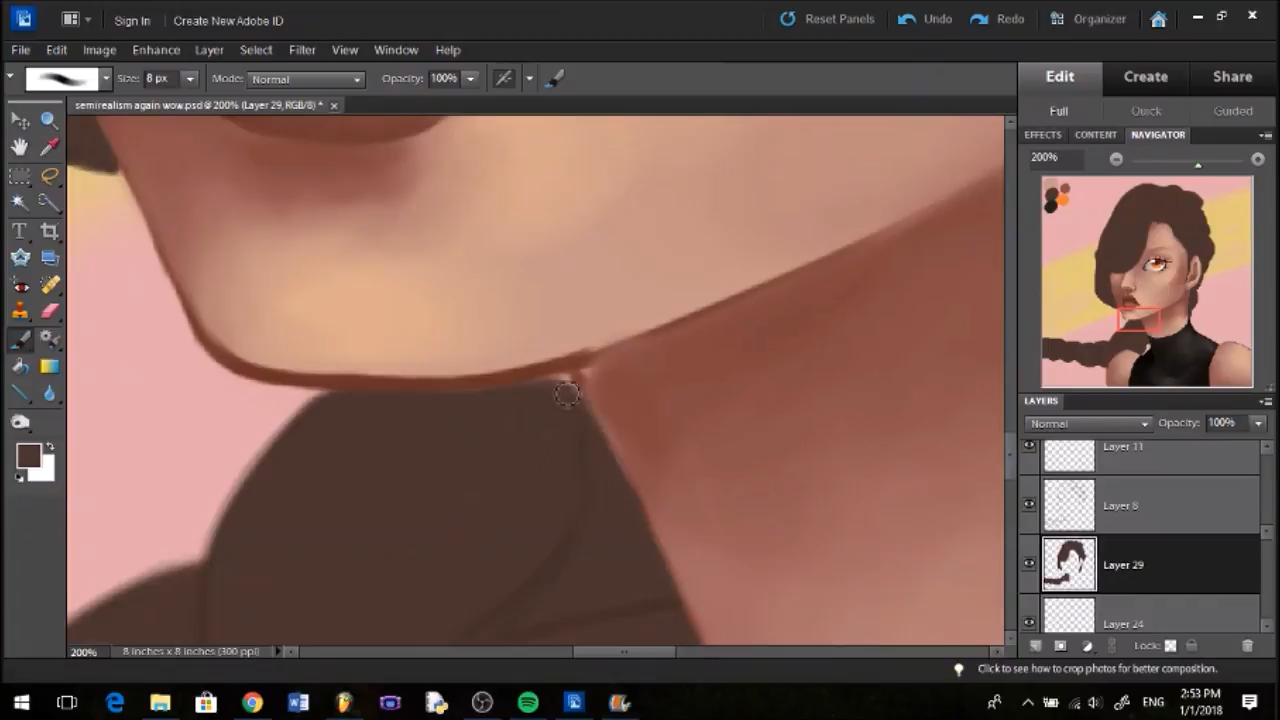 Sign In Create New Adobe ID Reset Panels Undo Redo Organizer
File Edit Image Enhance Layer Select Filter View Window Help
Size: 8 px Mode: Normal Opacity: 100% Edit Create Share
semirealism again wow.psd @ 200% (Layer 29, RGB/8) * Full Quick Guided
EFFECTS CONTENT NAVIGATOR
200%
LAYERS
Normal Opacity: 100%
Layer 11
Layer 8
Layer 29
Layer 24
200% 8 inches x 8 inches (300 ppi) Lock:
Click to see how to crop photos for better composition.
ENG 2:53 PM
1/1/2018